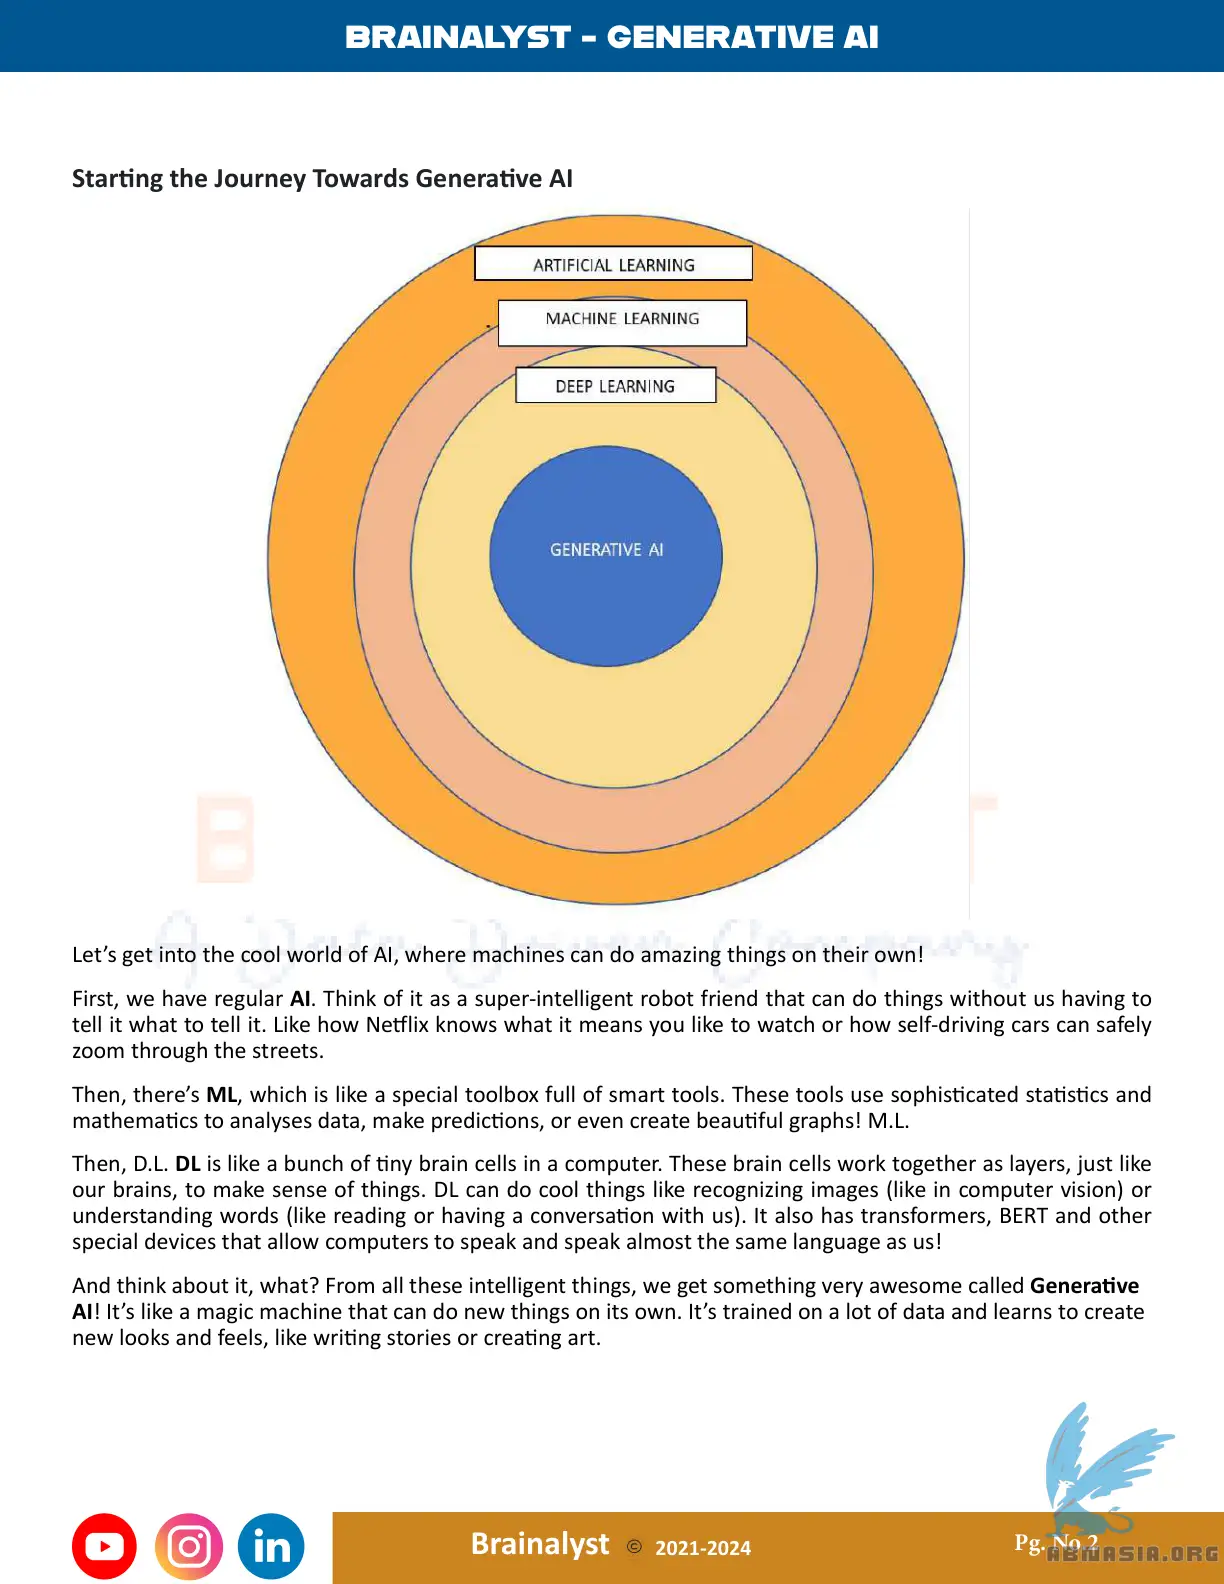 BRAINALYST - GENERATIVE AI
Starting the Journey Towards Generative AI
ARTIFICIAL LEARNING
MACHINE LEARNING
DEEP LEARNING
GENERATIVE AI
A Data Driven Company
Let’s get into the cool world of AI, where machines can do amazing things on their own!
First, we have regular AI. Think of it as a super-intelligent robot friend that can do things without us having to
tell it what to tell it. Like how Netflix knows what it means you like to watch or how self-driving cars can safely
zoom through the streets.
Then, there’s ML, which is like a special toolbox full of smart tools. These tools use sophisticated statistics and
mathematics to analyses data, make predictions, or even create beautiful graphs! M.L.
Then, D.L. DL is like a bunch of tiny brain cells in a computer. These brain cells work together as layers, just like
our brains, to make sense of things. DL can do cool things like recognizing images (like in computer vision) or
understanding words (like reading or having a conversation with us). It also has transformers, BERT and other
special devices that allow computers to speak and speak almost the same language as us!
And think about it, what? From all these intelligent things, we get something very awesome called Generative
AI! It’s like a magic machine that can do new things on its own. It’s trained on a lot of data and learns to create
new looks and feels, like writing stories or creating art.
in
Brainalyst © 2021-2024
Pg. No 2
ABNASIA.ORG